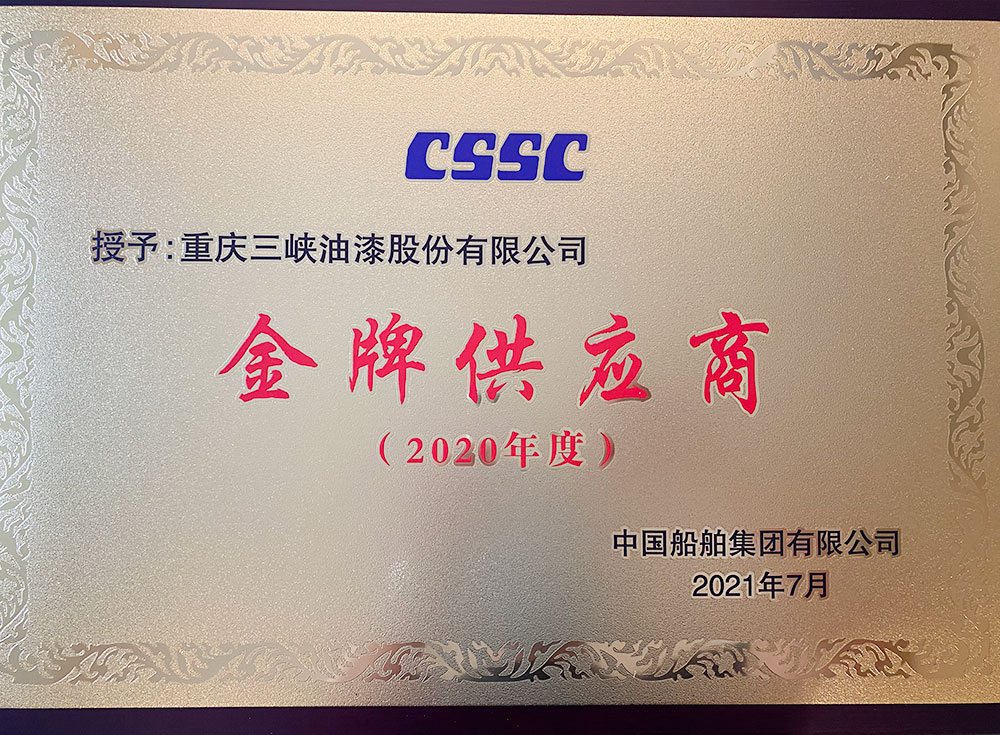 CSSC
授予:重庆三峡油漆股份有限公司
金牌供应商
(2020年度)
中国船舶集团有限公司
2021年7月